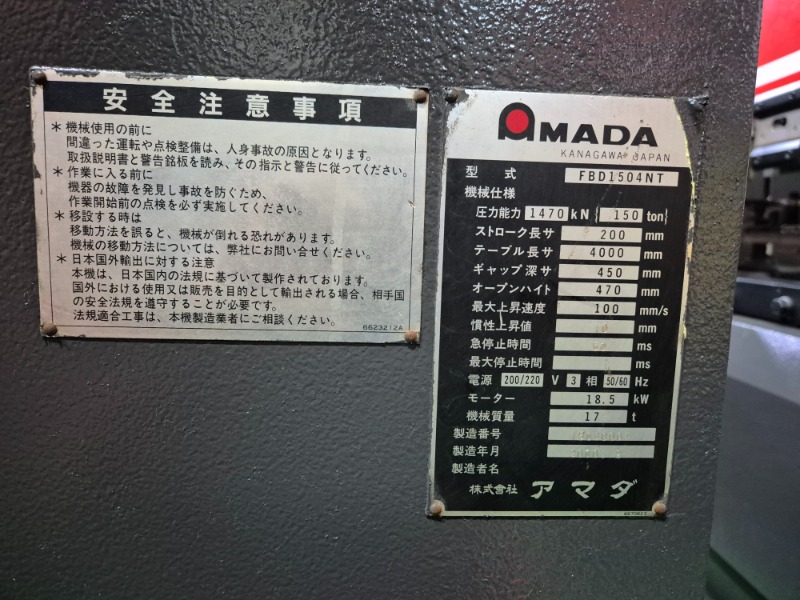 安全注意事項
＊機械使用の前に
間違った運転や点検整備は、人身事故の原因となります。
取扱説明書と警告銘板を読み、その指示と警告に従ってください。
＊作業に入る前に
機器の故障を発見し事故を防ぐため、
作業開始前の点検を必ず実施してください。
＊移設する時は
移動方法を誤ると、機械が倒れる恐れがあります。
機械の移動方法については、弊社にお問い合せください。
＊日本国外輸出に対する注意
本機は、日本国内の法規に基づいて製作されております。
国外における使用又は販売を目的として輸出される場合、相手国
の安全法規を遵守することが必要です。
法規適合工事は、本機製造業者にご相談ください。
6623212A
AMADA
KANAGAWA JAPAN
型式 FBD1504NT
機械仕様
圧力能力 1470 kN { 150 ton}
ストローク長サ 200 mm
テーブル長サ 4000 mm
ギャップ深サ 450 mm
オープンハイト 470 mm
最大上昇速度 100 mm/s
慣性上昇値 mm
急停止時間 ms
最大停止時間 ms
電源 200/220 V 3 相 50/60 Hz
モーター 18.5 kW
機械質量 17 t
製造番号
製造年月
製造者名
株式會社 アマダ